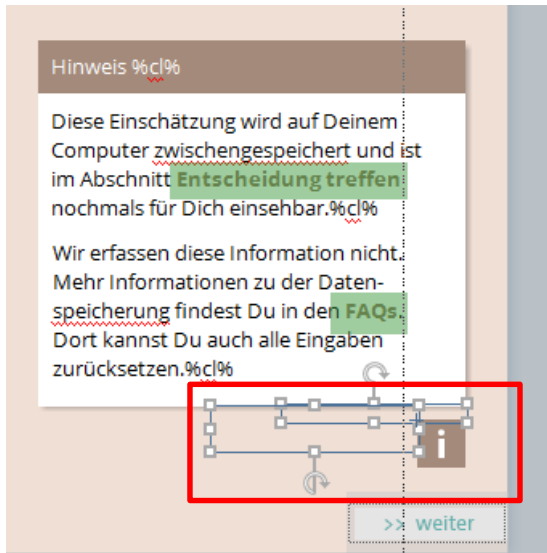 Hinweis %cl%
Diese Einschätzung wird auf Deinem
Computer zwischengespeichert und ist
im Abschnitt Entscheidung treffen
nochmals für Dich einsehbar.%cl%
Wir erfassen diese Information nicht.
Mehr Informationen zu der Daten-
speicherung findest Du in den FAQs.
Dort kannst Du auch alle Eingaben
zurücksetzen.%cl%
i
>> weiter